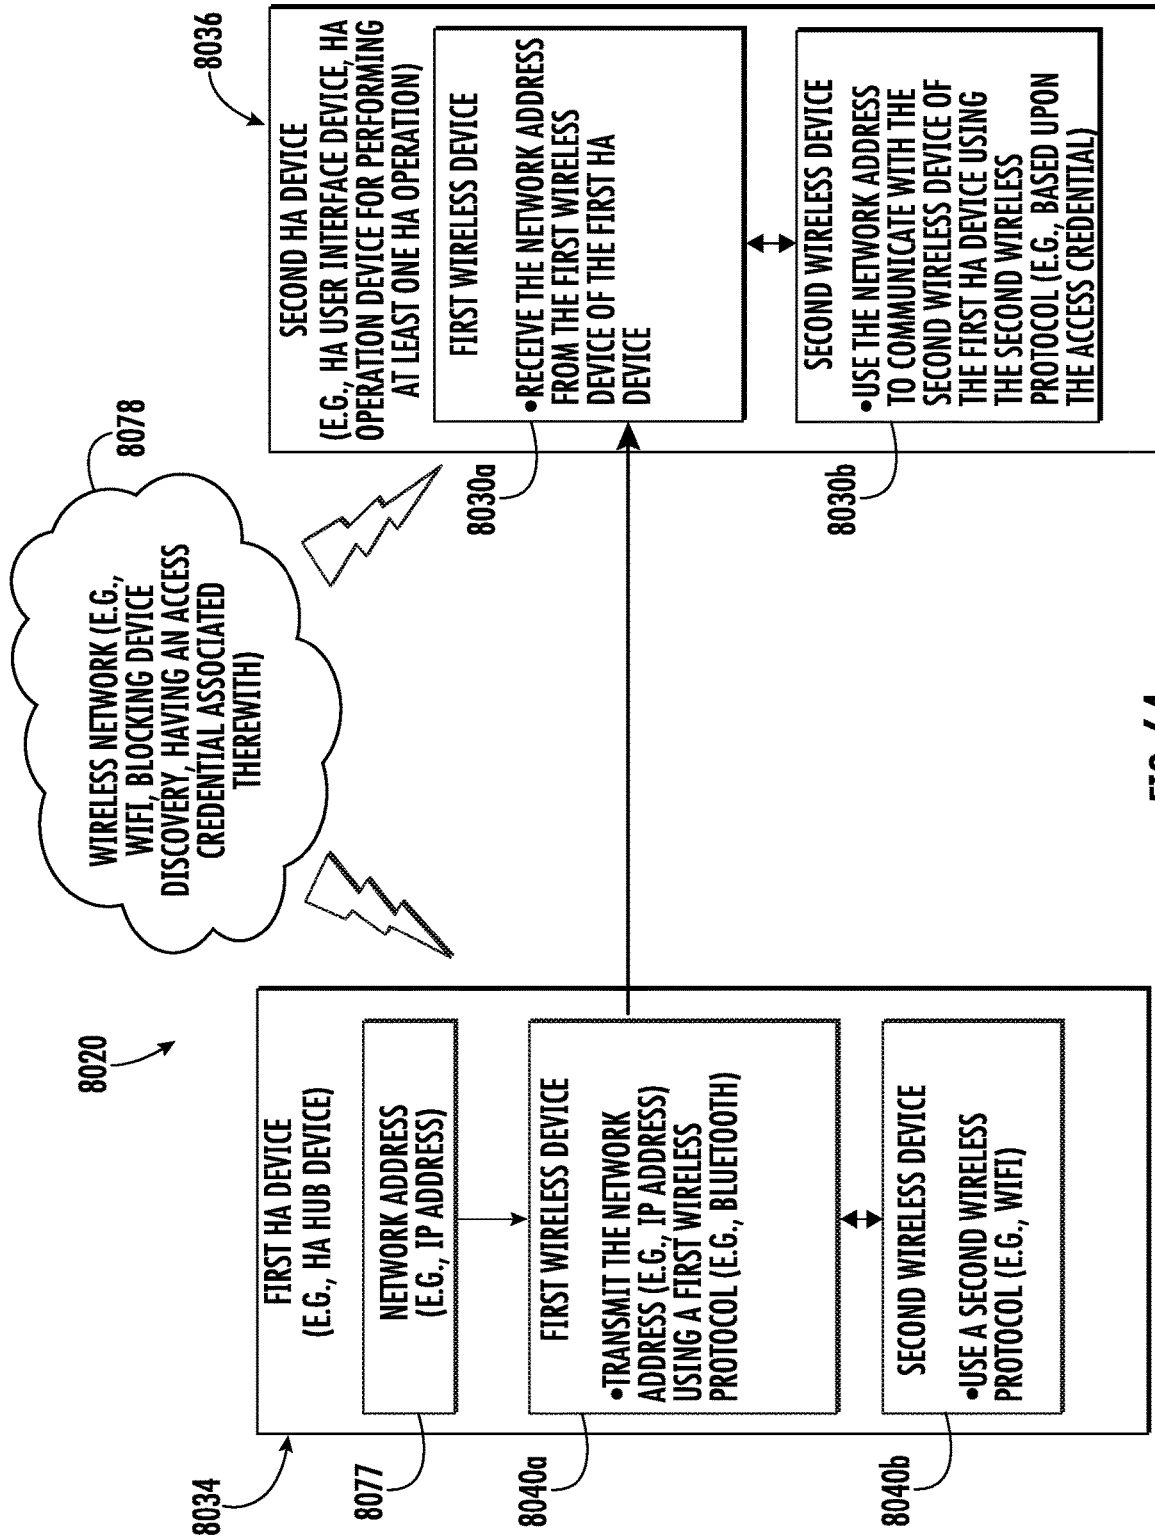 8020
8034
FIRST HA DEVICE
(E.G., HA HUB DEVICE)
8077
NETWORK ADDRESS
(E.G., IP ADDRESS)
8040a
FIRST WIRELESS DEVICE
•TRANSMIT THE NETWORK
ADDRESS (E.G., IP ADDRESS)
USING A FIRST WIRELESS
PROTOCOL (E.G., BLUETOOTH)
8040b
SECOND WIRELESS DEVICE
•USE A SECOND WIRELESS
PROTOCOL (E.G., WIFI)
8078
WIRELESS NETWORK (E.G.,
WIFI, BLOCKING DEVICE
DISCOVERY, HAVING AN ACCESS
CREDENTIAL ASSOCIATED
THEREWITH)
8036
SECOND HA DEVICE
(E.G., HA USER INTERFACE DEVICE, HA
OPERATION DEVICE FOR PERFORMING
AT LEAST ONE HA OPERATION)
8030a
FIRST WIRELESS DEVICE
•RECEIVE THE NETWORK ADDRESS
FROM THE FIRST WIRELESS
DEVICE OF THE FIRST HA
DEVICE
8030b
SECOND WIRELESS DEVICE
•USE THE NETWORK ADDRESS
TO COMMUNICATE WITH THE
SECOND WIRELESS DEVICE OF
THE FIRST HA DEVICE USING
THE SECOND WIRELESS
PROTOCOL (E.G., BASED UPON
THE ACCESS CREDENTIAL)
FIG.